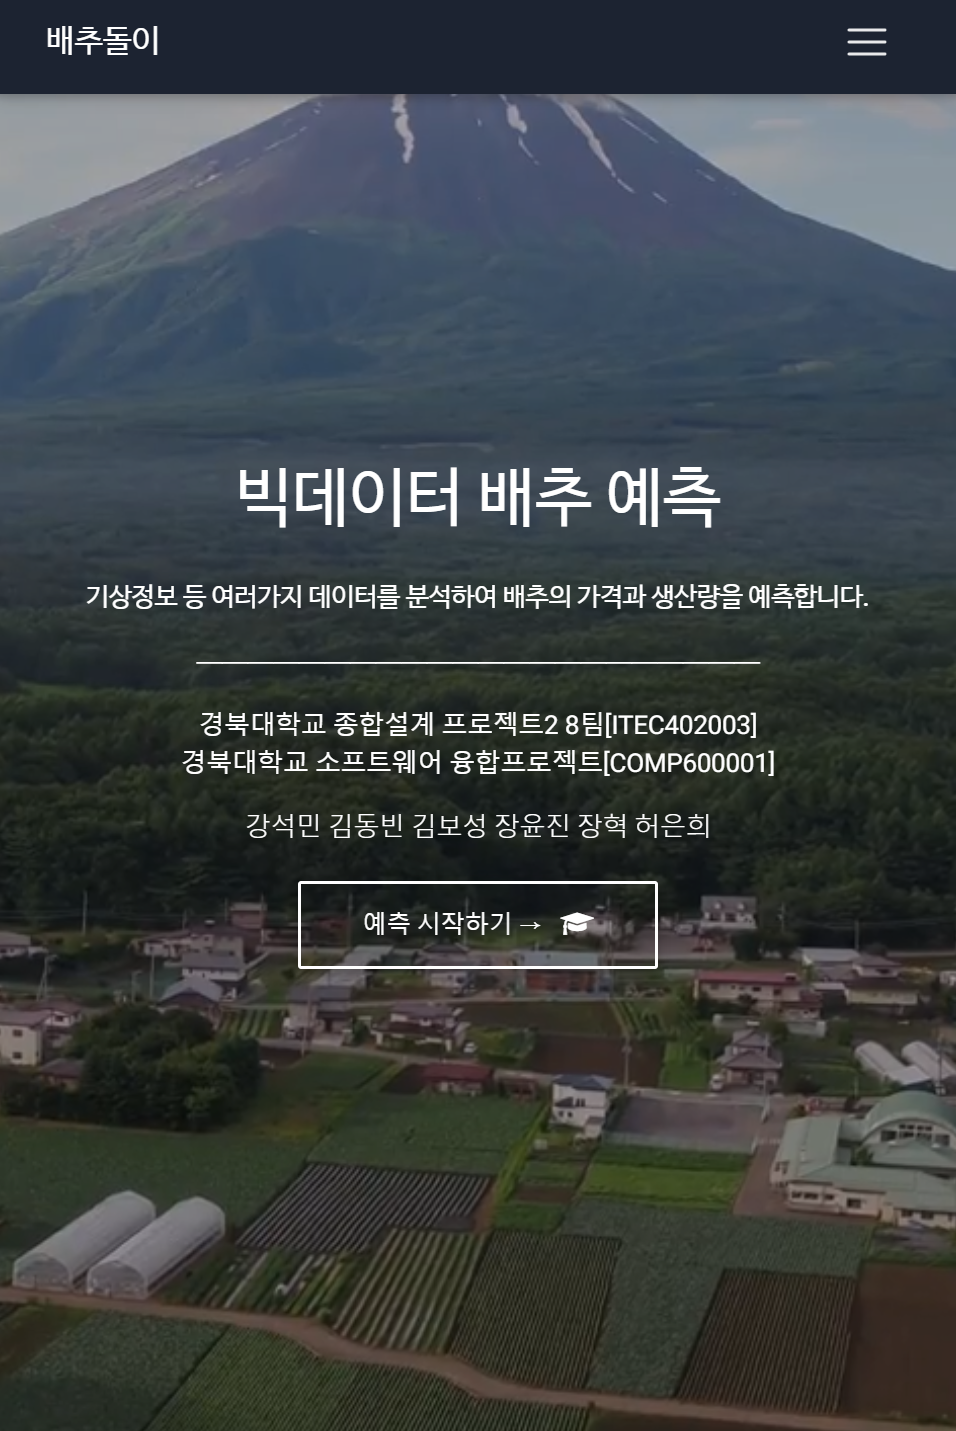 배추돌이
빅데이터 배추 예측
기상정보 등 여러가지 데이터를 분석하여 배추의 가격과 생산량을 예측합니다.
경북대학교 종합설계 프로젝트2 8팀[ITEC402003]
경북대학교 소프트웨어 융합프로젝트[COMP600001]
강석민 김동빈 김보성 장윤진 장혁 허은희
예측 시작하기 →